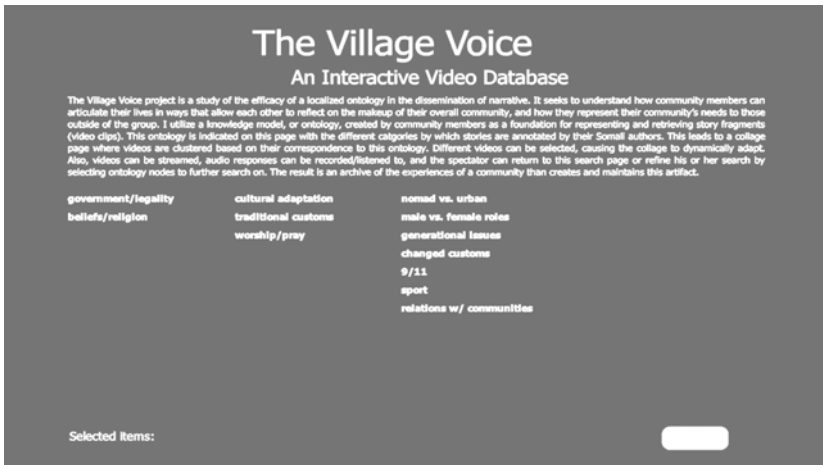 The Village Voice
An Interactive Video Database
The Village Voice project is a study of the efficacy of a localized ontology in the dissemination of narrative. It seeks to understand how community members can
articulate their lives in ways that allow each other to reflect on the makeup of their overall community, and how they represent their community's needs to those
outside of the group. I utilize a knowledge model, or ontology, created by community members as a foundation for representing and retrieving story fragments
(video clips). This ontology is indicated on this page with the different catgories by which stories are annotated by their Somali authors. This leads to a collage
page where videos are clustered based on their correspondence to this ontology. Different videos can be selected, causing the collage to dynamically adapt.
Also, videos can be streamed, audio responses can be recorded/listened to, and the spectator can return to this search page or refine his or her search by
selecting ontology nodes to further search on. The result is an archive of the experiences of a community than creates and maintains this artifact.
government/legality
beliefs/religion
cultural adaptation
traditional customs
worship/pray
nomad vs. urban
male vs. female roles
generational issues
changed customs
9/11
sport
relations w/ communities
Selected items: